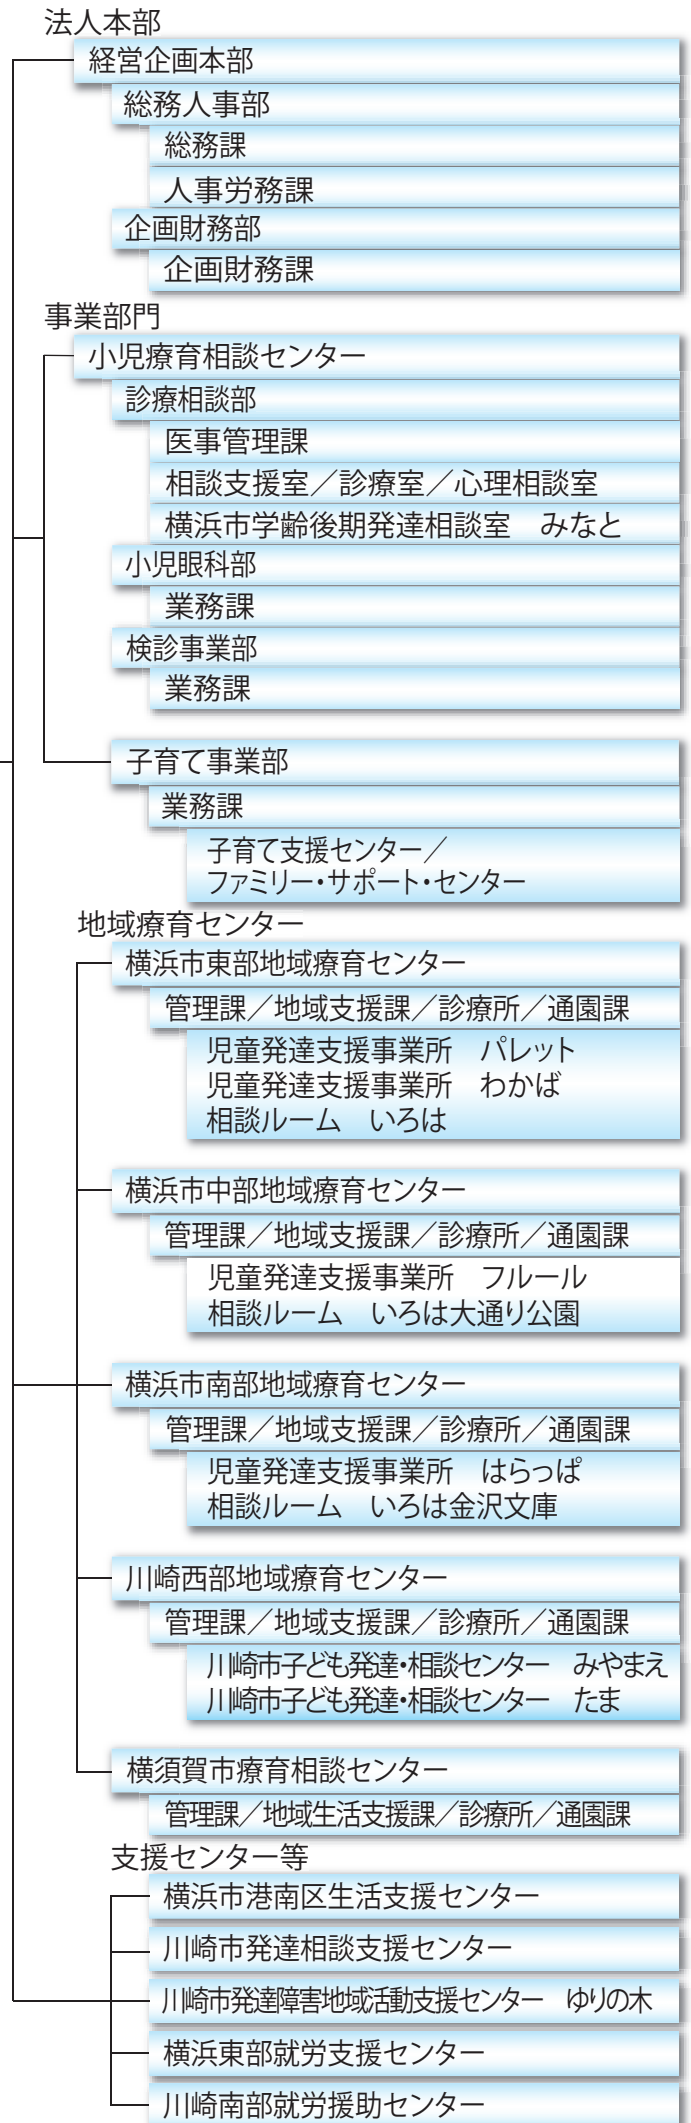 法人本部
経営企画本部
総務人事部
総務課
人事労務課
企画財務部
企画財務課
事業部門
小児療育相談センター
診療相談部
医事管理課
相談支援室／診療室／心理相談室
横浜市学齢後期発達相談室　みなと
小児眼科部
業務課
検診事業部
業務課
子育て事業部
業務課
子育て支援センター／
ファミリー・サポート・センター
地域療育センター
横浜市東部地域療育センター
管理課／地域支援課／診療所／通園課
児童発達支援事業所　パレット
児童発達支援事業所　わかば
相談ルーム　いろは
横浜市中部地域療育センター
管理課／地域支援課／診療所／通園課
児童発達支援事業所　フルール
相談ルーム　いろは大通り公園
横浜市南部地域療育センター
管理課／地域支援課／診療所／通園課
児童発達支援事業所　はらっぱ
相談ルーム　いろは金沢文庫
川崎西部地域療育センター
管理課／地域支援課／診療所／通園課
川崎市子ども発達・相談センター　みやまえ
川崎市子ども発達・相談センター　たま
横須賀市療育相談センター
管理課／地域生活支援課／診療所／通園課
支援センター等
横浜市港南区生活支援センター
川崎市発達相談支援センター
川崎市発達障害地域活動支援センター　ゆりの木
横浜東部就労支援センター
川崎南部就労援助センター